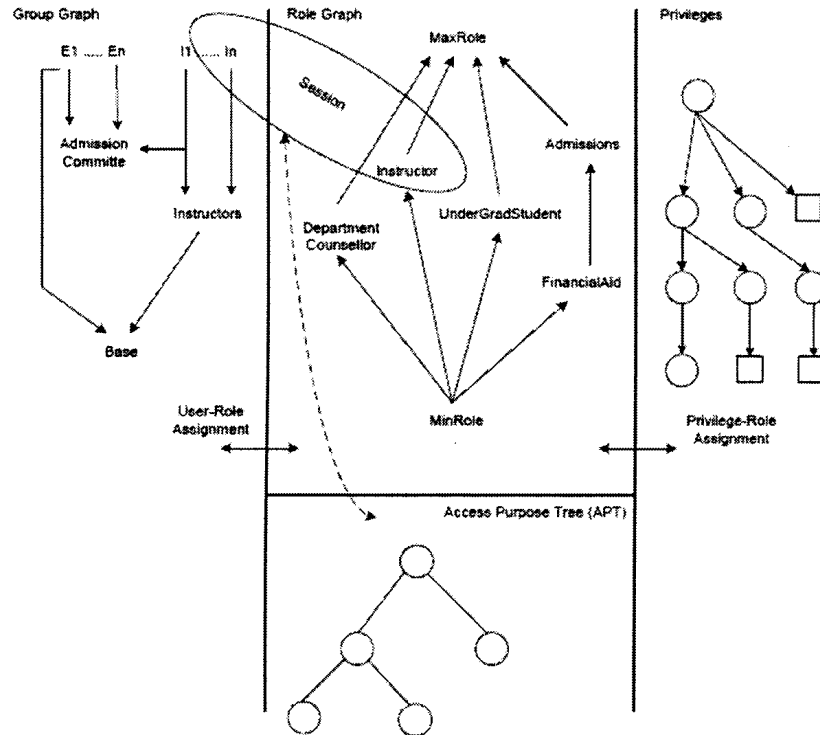 Group Graph
Role Graph
Privileges
E1 ..... En
I1 ...... In
MaxRole
Session
Admission
Committe
Instructor
Admissions
Instructors
Department
Counsellor
UnderGradStudent
FinancialAid
Base
User-Role
Assignment
MinRole
Privilege-Role
Assignment
Access Purpose Tree (APT)